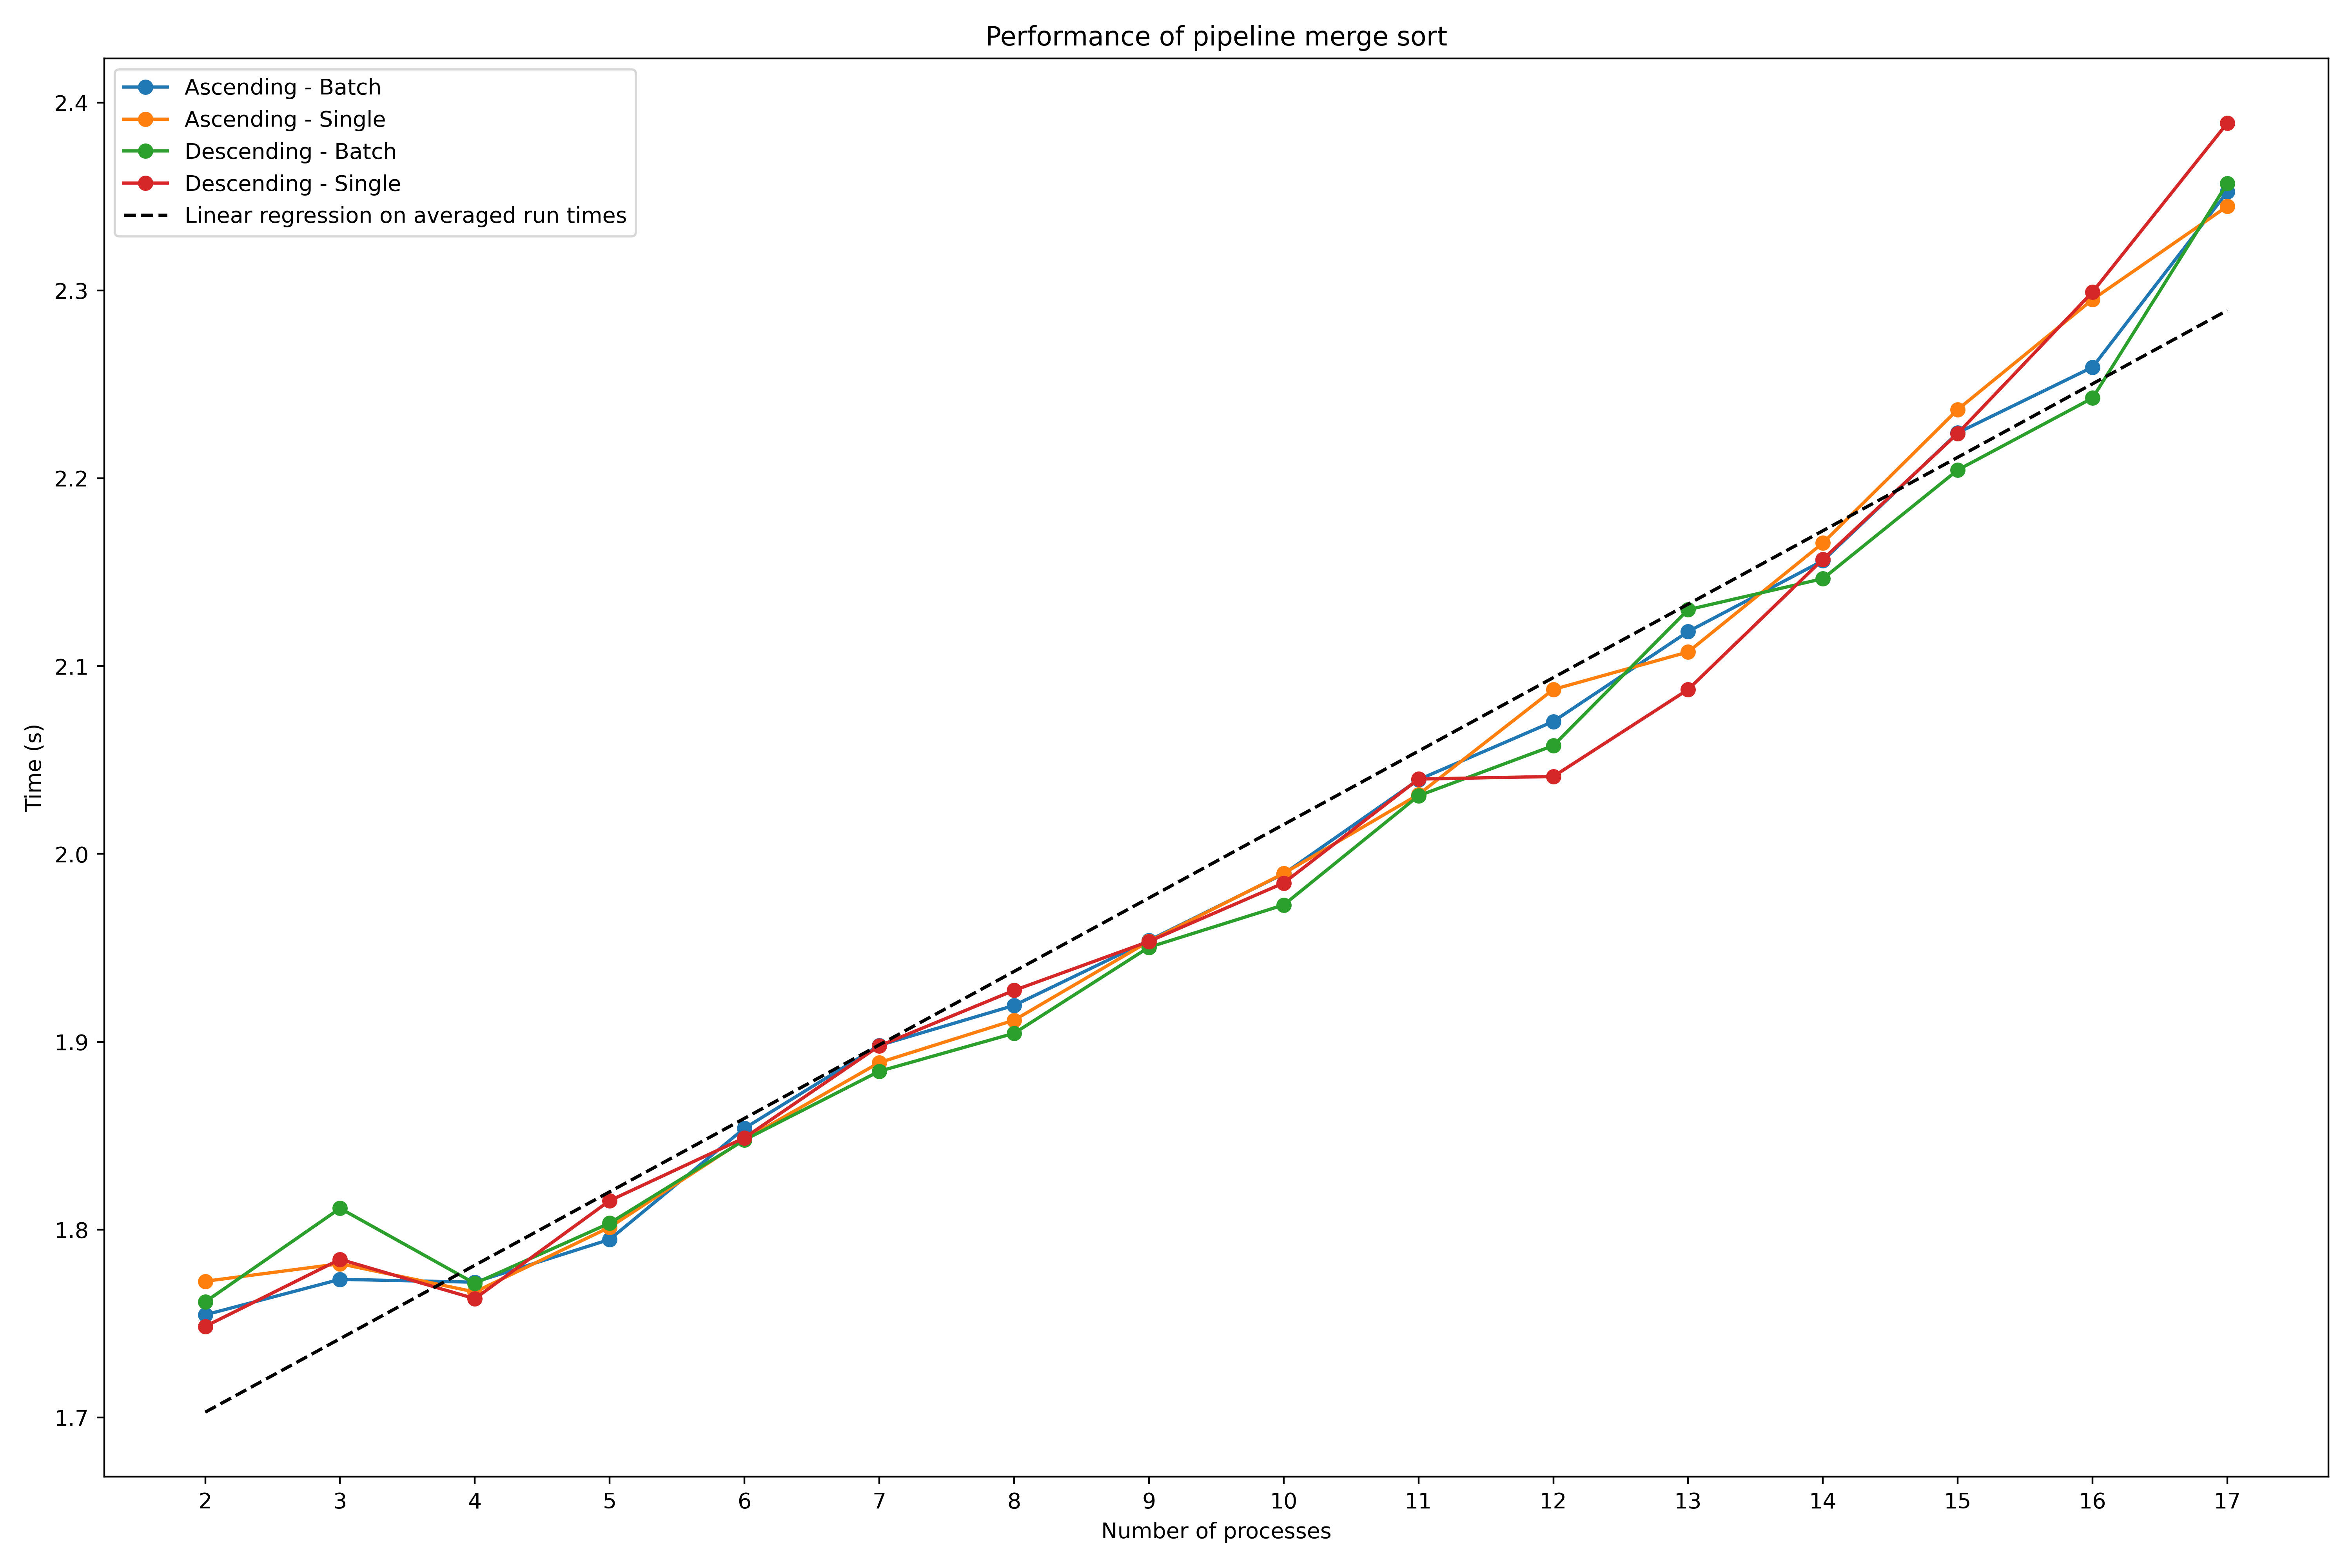 Performance of pipeline merge sort
Ascending - Batch
Ascending - Single
Descending - Batch
Descending - Single
Linear regression on averaged run times
2.4
2.3
2.2
2.1
2.0
1.9
1.8
1.7
Time (s)
2 3 4 5 6 7 8 9 10 11 12 13 14 15 16 17
Number of processes